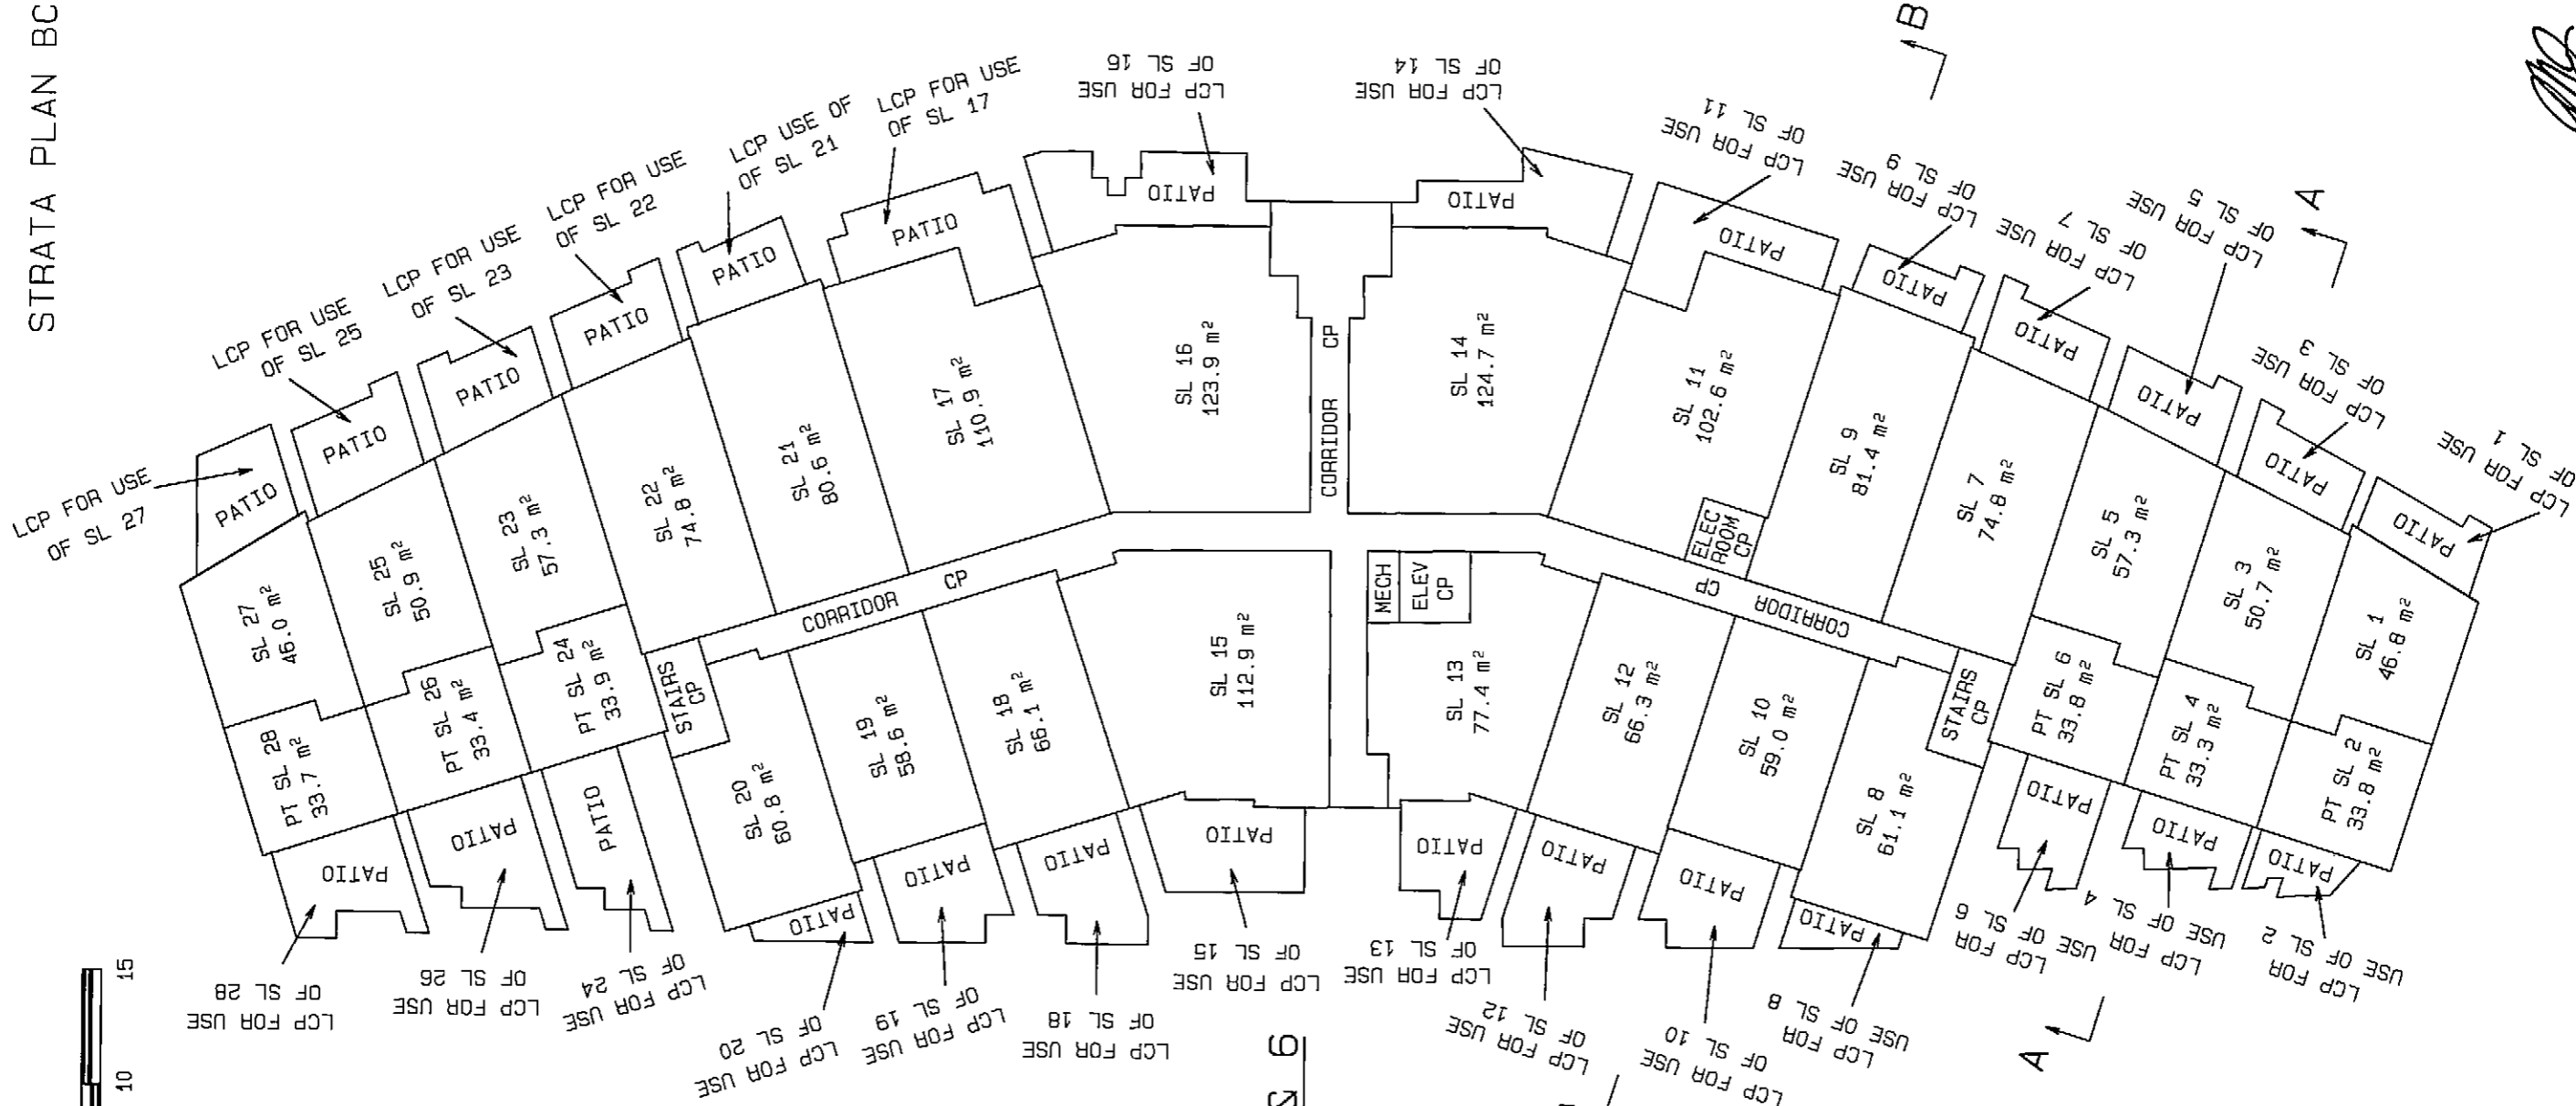 STRATA PLAN BC
B
LCP FOR USE
OF SL 16
LCP FOR USE
OF SL 14
LCP FOR USE
OF SL 17
LCP USE OF
OF SL 21
LCP FOR USE
OF SL 22
LCP FOR USE
OF SL 23
LCP FOR USE
OF SL 25
LCP FOR USE
OF SL 27
LCP FOR USE
OF SL 11
LCP FOR USE
OF SL 9
LCP FOR USE
OF SL 7
LCP FOR USE
OF SL 5
A
LCP FOR USE
OF SL 3
LCP FOR USE
OF SL 1
PATIO
PATIO
PATIO
PATIO
PATIO
PATIO
PATIO
PATIO
PATIO
PATIO
PATIO
PATIO
PATIO
PATIO
SL 27
46.0 m²
SL 25
50.9 m²
SL 23
57.3 m²
SL 22
74.8 m²
SL 21
80.6 m²
SL 17
110.9 m²
SL 16
123.9 m²
CORRIDOR CP
SL 14
124.7 m²
SL 11
102.6 m²
ELEC
ROOM
CP
SL 9
81.4 m²
SL 7
74.8 m²
SL 5
57.3 m²
SL 3
50.7 m²
SL 1
46.8 m²
CORRIDOR CP
CORRIDOR CP
PT SL 28
33.7 m²
PT SL 26
33.4 m²
PT SL 24
33.9 m²
STAIRS
CP
SL 20
60.8 m²
SL 19
58.6 m²
SL 18
66.1 m²
SL 15
112.9 m²
MECH
ELEV
CP
SL 13
77.4 m²
SL 12
66.3 m²
SL 10
59.0 m²
SL 8
61.1 m²
STAIRS
CP
PT SL 6
33.8 m²
PT SL 4
33.3 m²
PT SL 2
33.8 m²
PATIO
PATIO
PATIO
PATIO
PATIO
PATIO
PATIO
PATIO
PATIO
PATIO
PATIO
PATIO
PATIO
PATIO
LCP FOR USE
OF SL 28
LCP FOR USE
OF SL 26
LCP FOR USE
OF SL 24
LCP FOR USE
OF SL 20
LCP FOR USE
OF SL 19
LCP FOR USE
OF SL 18
LCP FOR USE
OF SL 15
LCP FOR USE
OF SL 13
LCP FOR USE
OF SL 12
LCP FOR USE
OF SL 10
LCP FOR
USE OF SL 8
LCP FOR
USE OF SL 6
LCP FOR
USE OF SL 4
LCP FOR
USE OF SL 2
A
15
10